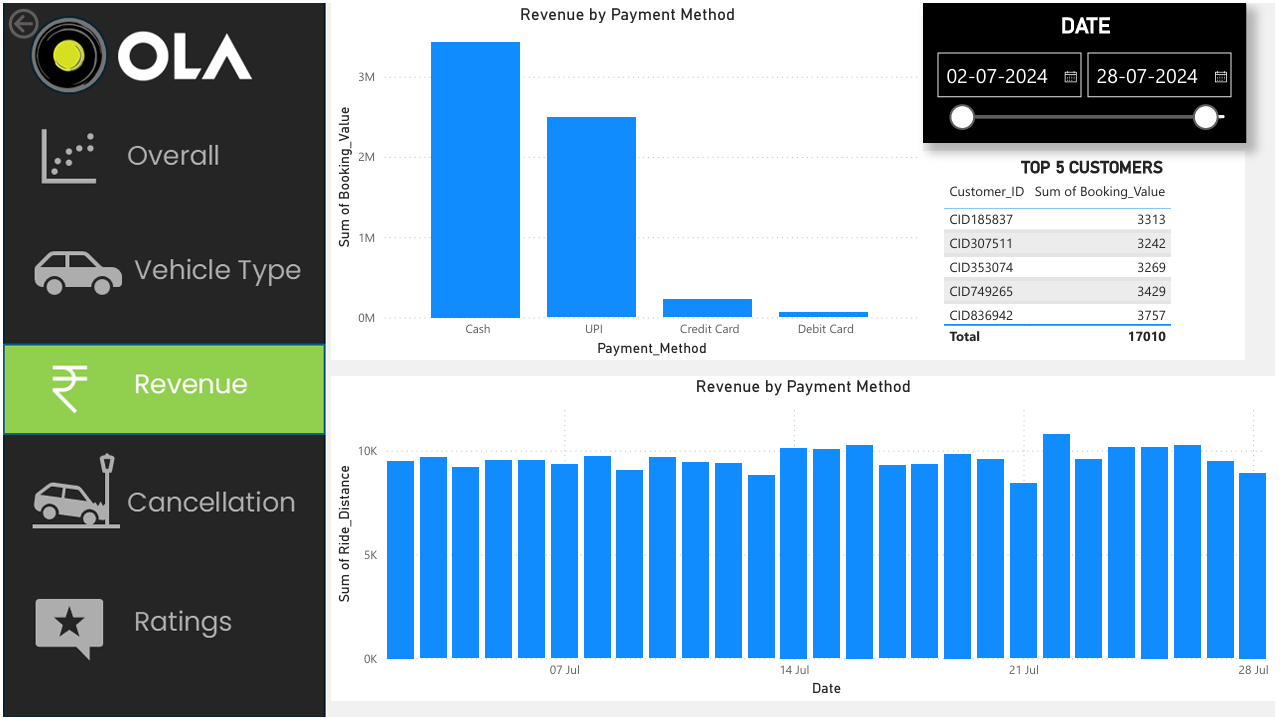 OLA
Overall
Vehicle Type
Revenue
Cancellation
Ratings
Revenue by Payment Method
Sum of Booking_Value
3M
2M
1M
0M
Cash UPI Credit Card Debit Card
Payment_Method
DATE
02-07-2024 28-07-2024
TOP 5 CUSTOMERS
Customer_ID Sum of Booking_Value
CID185837 3313
CID307511 3242
CID353074 3269
CID749265 3429
CID836942 3757
Total 17010
Revenue by Payment Method
Sum of Ride_Distance
10K
5K
0K
07 Jul 14 Jul 21 Jul 28 Jul
Date